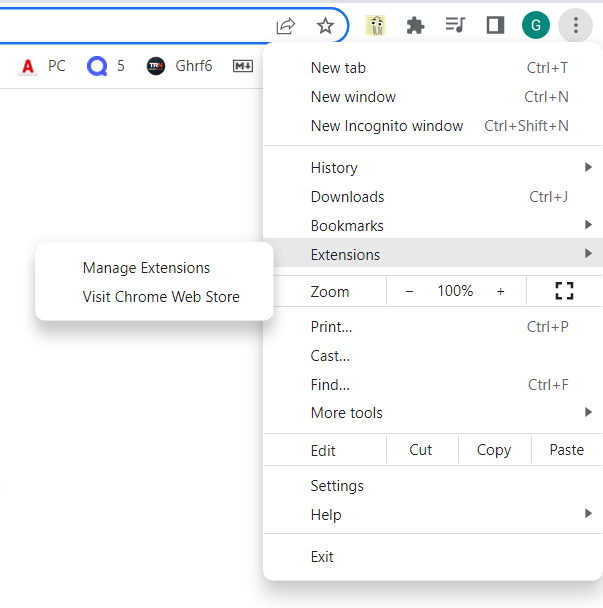 G
A PC Q 5 TRN Ghrf6 M
New tab Ctrl+T
New window Ctrl+N
New Incognito window Ctrl+Shift+N
History
Downloads Ctrl+J
Bookmarks
Extensions
Manage Extensions
Visit Chrome Web Store
Zoom − 100% +
Print... Ctrl+P
Cast...
Find... Ctrl+F
More tools
Edit Cut Copy Paste
Settings
Help
Exit